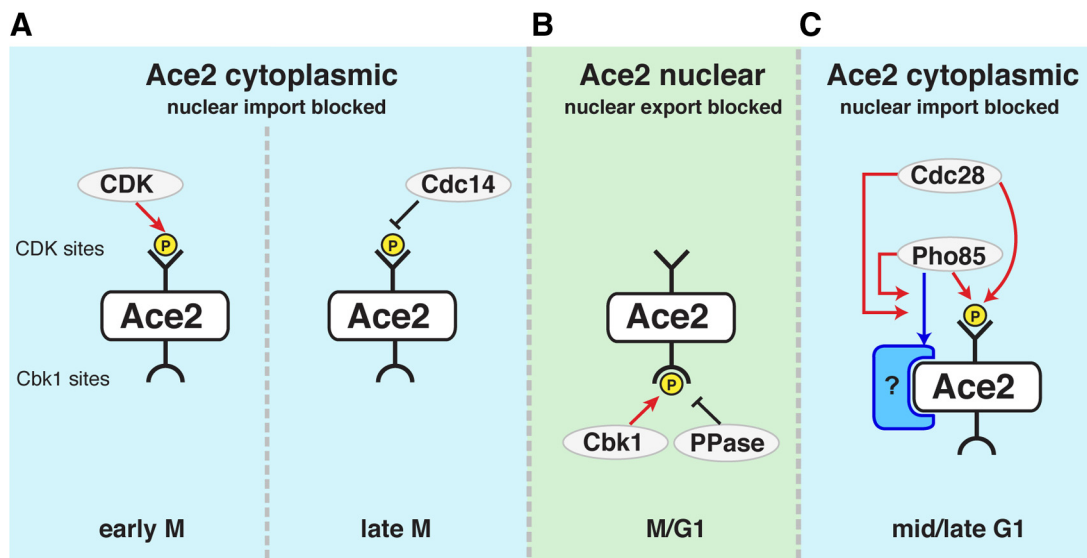 A
B
C
Ace2 cytoplasmic
nuclear import blocked
Ace2 nuclear
nuclear export blocked
Ace2 cytoplasmic
nuclear import blocked
CDK
P
CDK sites
Ace2
Cbk1 sites
early M
Cdc14
P
Ace2
late M
Ace2
P
Cbk1
PPase
M/G1
Cdc28
Pho85
P
?
Ace2
mid/late G1